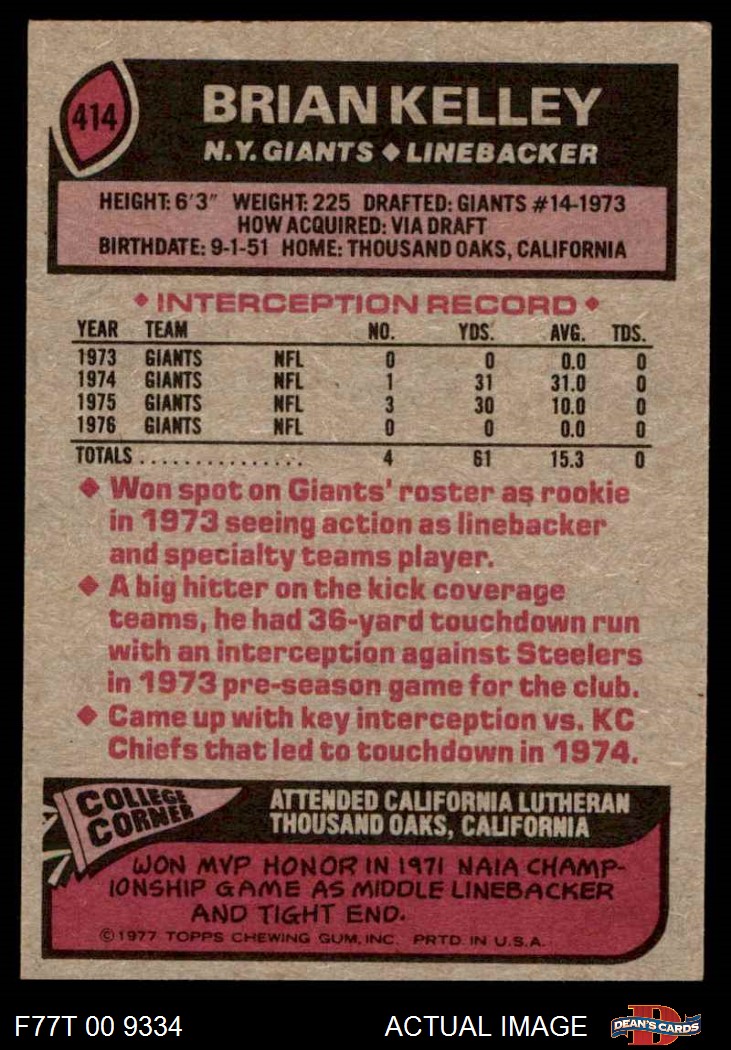 414
BRIAN KELLEY
N.Y. GIANTS ♦ LINEBACKER
HEIGHT: 6'3" WEIGHT: 225 DRAFTED: GIANTS #14-1973
HOW ACQUIRED: VIA DRAFT
BIRTHDATE: 9-1-51 HOME: THOUSAND OAKS, CALIFORNIA
♦ INTERCEPTION RECORD ♦
YEAR TEAM NO. YDS. AVG. TDS.
1973 GIANTS NFL 0 0 0.0 0
1974 GIANTS NFL 1 31 31.0 0
1975 GIANTS NFL 3 30 10.0 0
1976 GIANTS NFL 0 0 0.0 0
TOTALS ................ 4 61 15.3 0
♦ Won spot on Giants' roster as rookie
in 1973 seeing action as linebacker
and specialty teams player.
♦ A big hitter on the kick coverage
teams, he had 36-yard touchdown run
with an interception against Steelers
in 1973 pre-season game for the club.
♦ Came up with key interception vs. KC
Chiefs that led to touchdown in 1974.
COLLEGE
CORNER
ATTENDED CALIFORNIA LUTHERAN
THOUSAND OAKS, CALIFORNIA
WON MVP HONOR IN 1971 NAIA CHAMP-
IONSHIP GAME AS MIDDLE LINEBACKER
AND TIGHT END.
©1977 TOPPS CHEWING GUM, INC. PRTD. IN U.S.A.
F77T 00 9334 ACTUAL IMAGE
D
DEAN'S CARDS